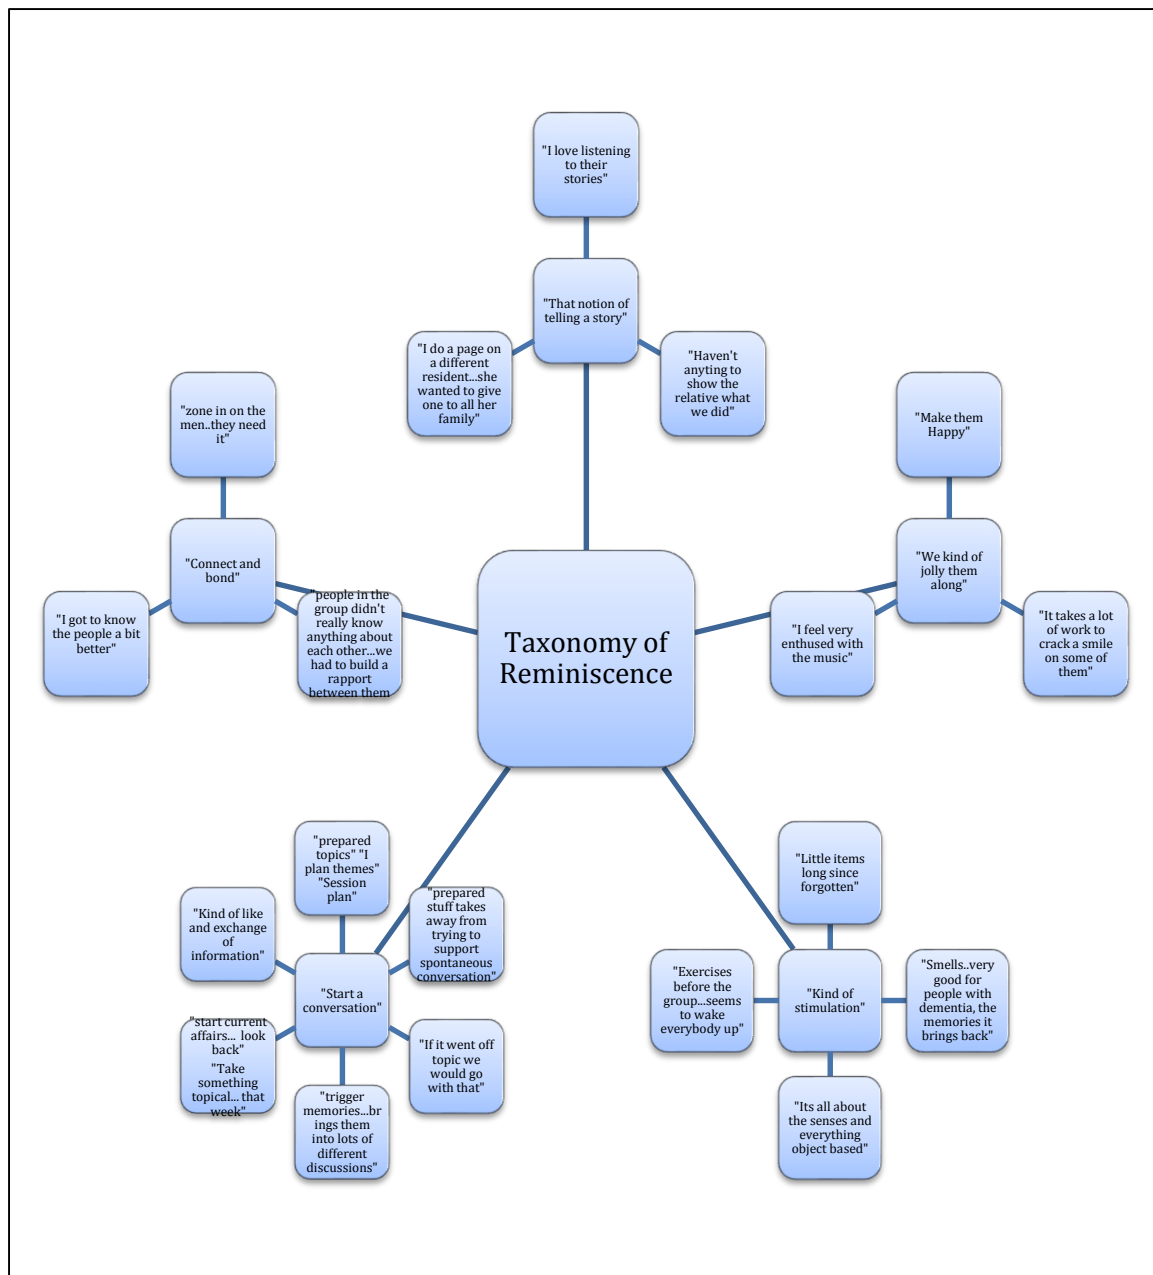 "I love listening
to their
stories"
"That notion of
telling a story"
"I do a page on
a different
resident...she
wanted to give
one to all her
family"
"Haven't
anyting to
show the
relative what
we did"
"zone in on the
men..they need
it"
"Connect and
bond"
"I got to know
the people a bit
better"
"people in the
group didn't
really know
anything about
each other...we
had to build a
rapport
between them
"Make them
Happy"
"We kind of
jolly them
along"
"I feel very
enthused with
the music"
"It takes a lot
of work to
crack a smile
on some of
them"
Taxonomy of
Reminiscence
"prepared
topics" "I
plan themes"
"Session
plan"
"Kind of like
and exchange
of
information"
"prepared
stuff takes
away from
trying to
support
spontaneous
conversation"
"Start a
conversation"
"start current
affairs... look
back"
"Take
something
topical... that
week"
"trigger
memories...br
ings them
into lots of
different
discussions"
"If it went off
topic we
would go
with that"
"Little items
long since
forgotten"
"Exercises
before the
group...seems
to wake
everybody up"
"Kind of
stimulation"
"Smells..very
good for
people with
dementia, the
memories it
brings back"
"Its all about
the senses and
everything
object based"